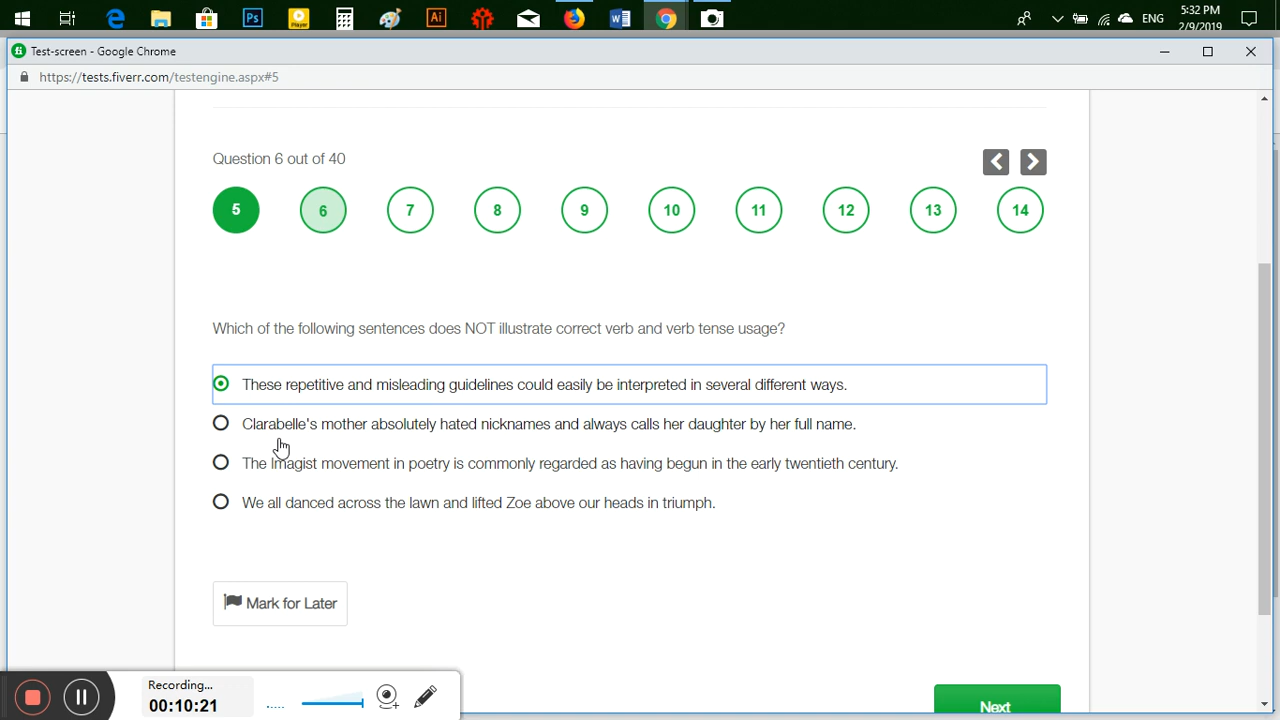 Ps
Player
Ai
ENG
5:32 PM
2/9/2019
fi Test-screen - Google Chrome
https://tests.fiverr.com/testengine.aspx#5
Question 6 out of 40
5 6 7 8 9 10 11 12 13 14
Which of the following sentences does NOT illustrate correct verb and verb tense usage?
These repetitive and misleading guidelines could easily be interpreted in several different ways.
Clarabelle's mother absolutely hated nicknames and always calls her daughter by her full name.
The Imagist movement in poetry is commonly regarded as having begun in the early twentieth century.
We all danced across the lawn and lifted Zoe above our heads in triumph.
Mark for Later
Next
Recording...
00:10:21